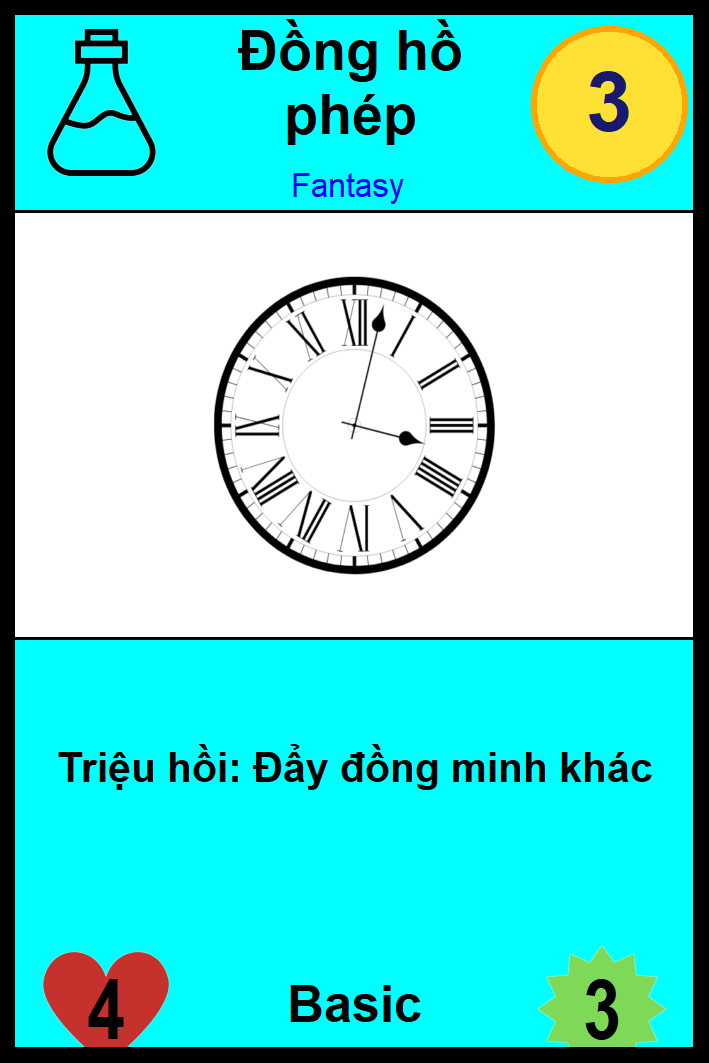 Đồng hồ
phép
3
Fantasy
XII
I
II
III
IIII
V
VI
VII
VIII
IX
X
XI
Triệu hồi: Đẩy đồng minh khác
4
Basic
3